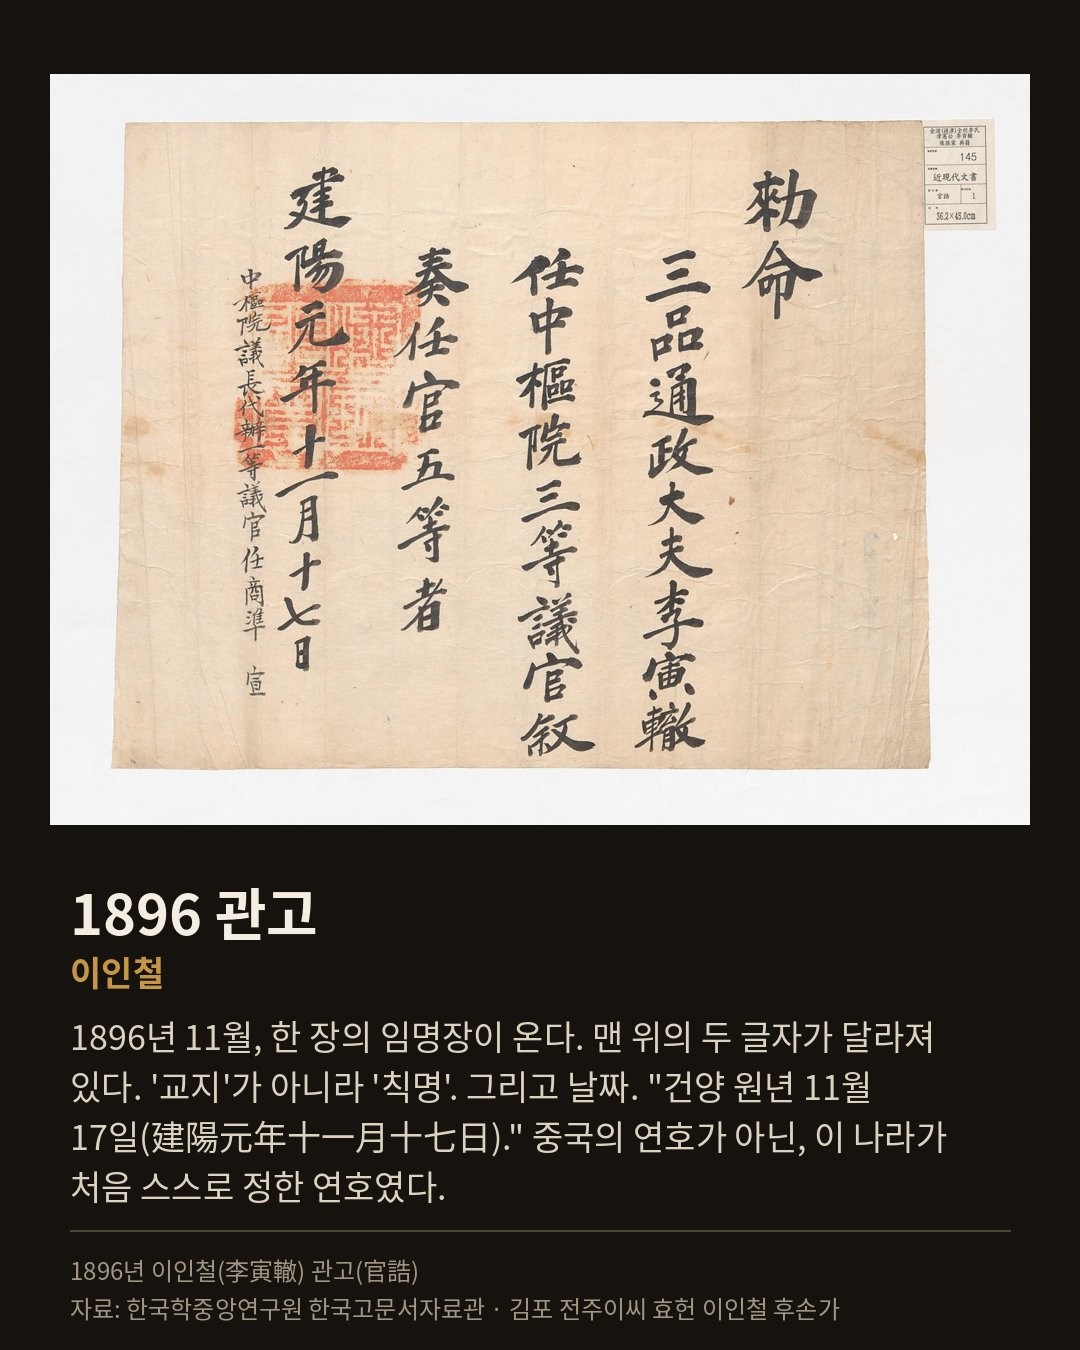 勅命
三品通政大夫李寅轍
任中樞院三等議官敍
奏任官五等者
建陽元年十一月十七日
中樞院議長代辦一等議官任商準 宣
145
近現代文書
官誥
1
36.2×45.0cm
1896 관고
이인철
1896년 11월, 한 장의 임명장이 온다. 맨 위의 두 글자가 달라져
있다. '교지'가 아니라 '칙명'. 그리고 날짜. "건양 원년 11월
17일(建陽元年十一月十七日)." 중국의 연호가 아닌, 이 나라가
처음 스스로 정한 연호였다.
1896년 이인철(李寅轍) 관고(官誥)
자료: 한국학중앙연구원 한국고문서자료관 · 김포 전주이씨 효헌 이인철 후손가